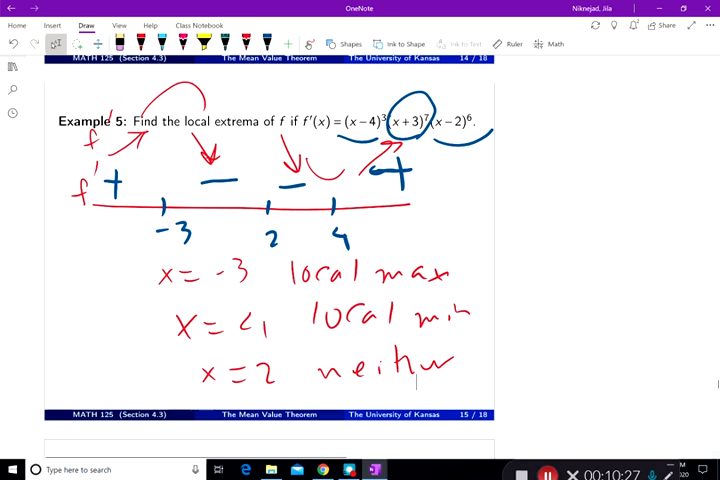 OneNote
Niknejad, Jila
Home Insert Draw View Help Class Notebook
Share
Shapes Ink to Shape Ink to Text Ruler Math
MATH 125 (Section 4.3) The Mean Value Theorem The University of Kansas 14 / 18
Example 5: Find the local extrema of f if f′(x) = (x − 4)³(x + 3)⁷(x − 2)⁶.
f
f' + − − +
-3 2 4
x = -3 local max
x = 4 local min
x = 2 neither
MATH 125 (Section 4.3) The Mean Value Theorem The University of Kansas 15 / 18
Type here to search
00:10:27